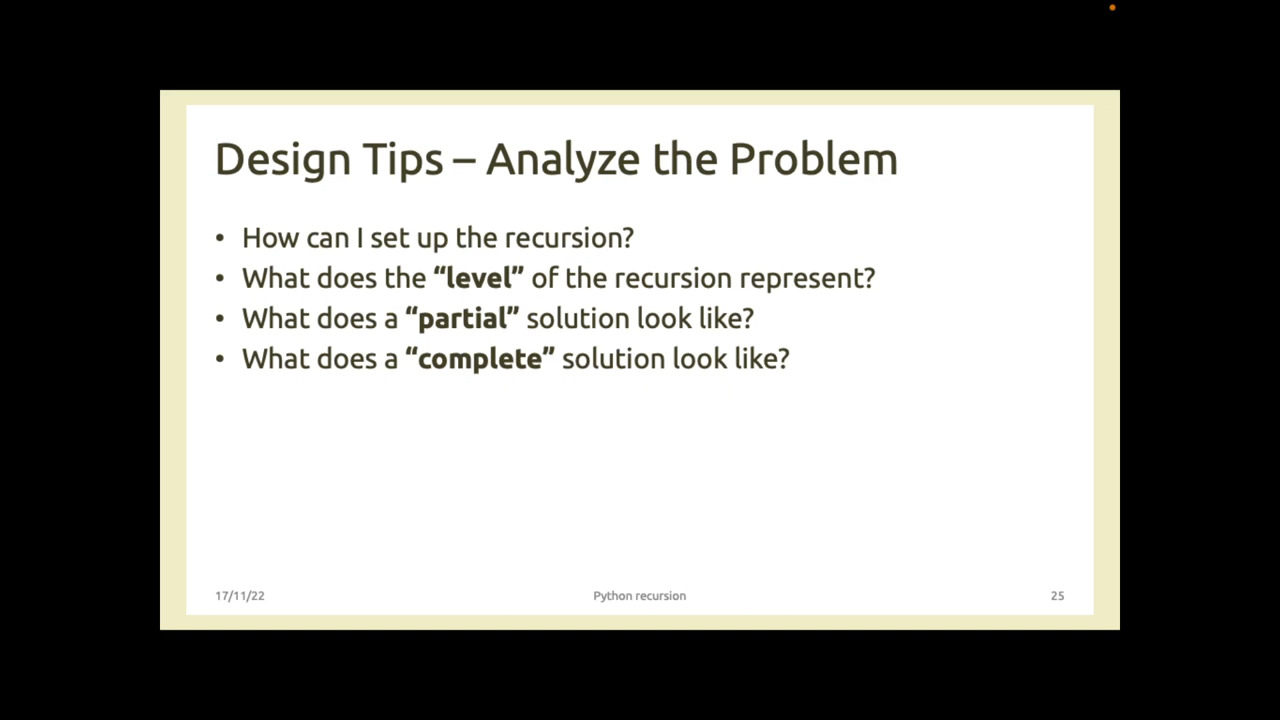 Design Tips – Analyze the Problem
• How can I set up the recursion?
• What does the “level” of the recursion represent?
• What does a “partial” solution look like?
• What does a “complete” solution look like?
17/11/22
Python recursion
25